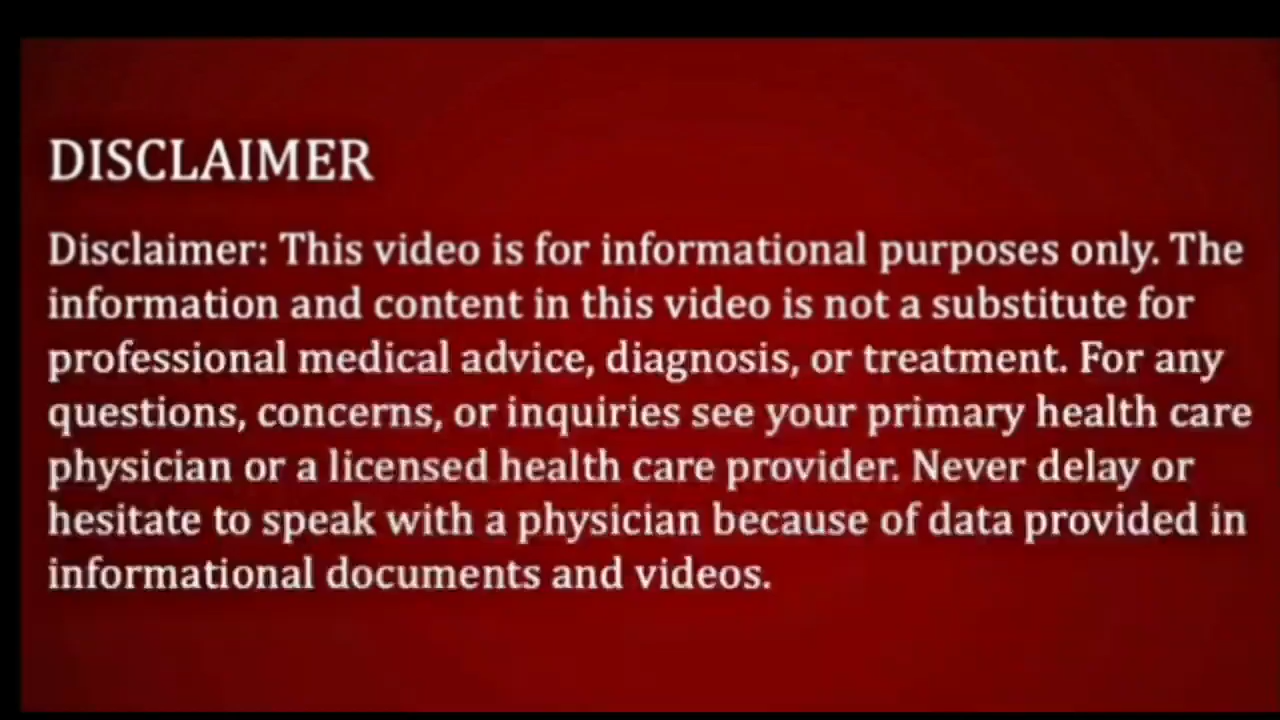 DISCLAIMER
Disclaimer: This video is for informational purposes only. The
information and content in this video is not a substitute for
professional medical advice, diagnosis, or treatment. For any
questions, concerns, or inquiries see your primary health care
physician or a licensed health care provider. Never delay or
hesitate to speak with a physician because of data provided in
informational documents and videos.